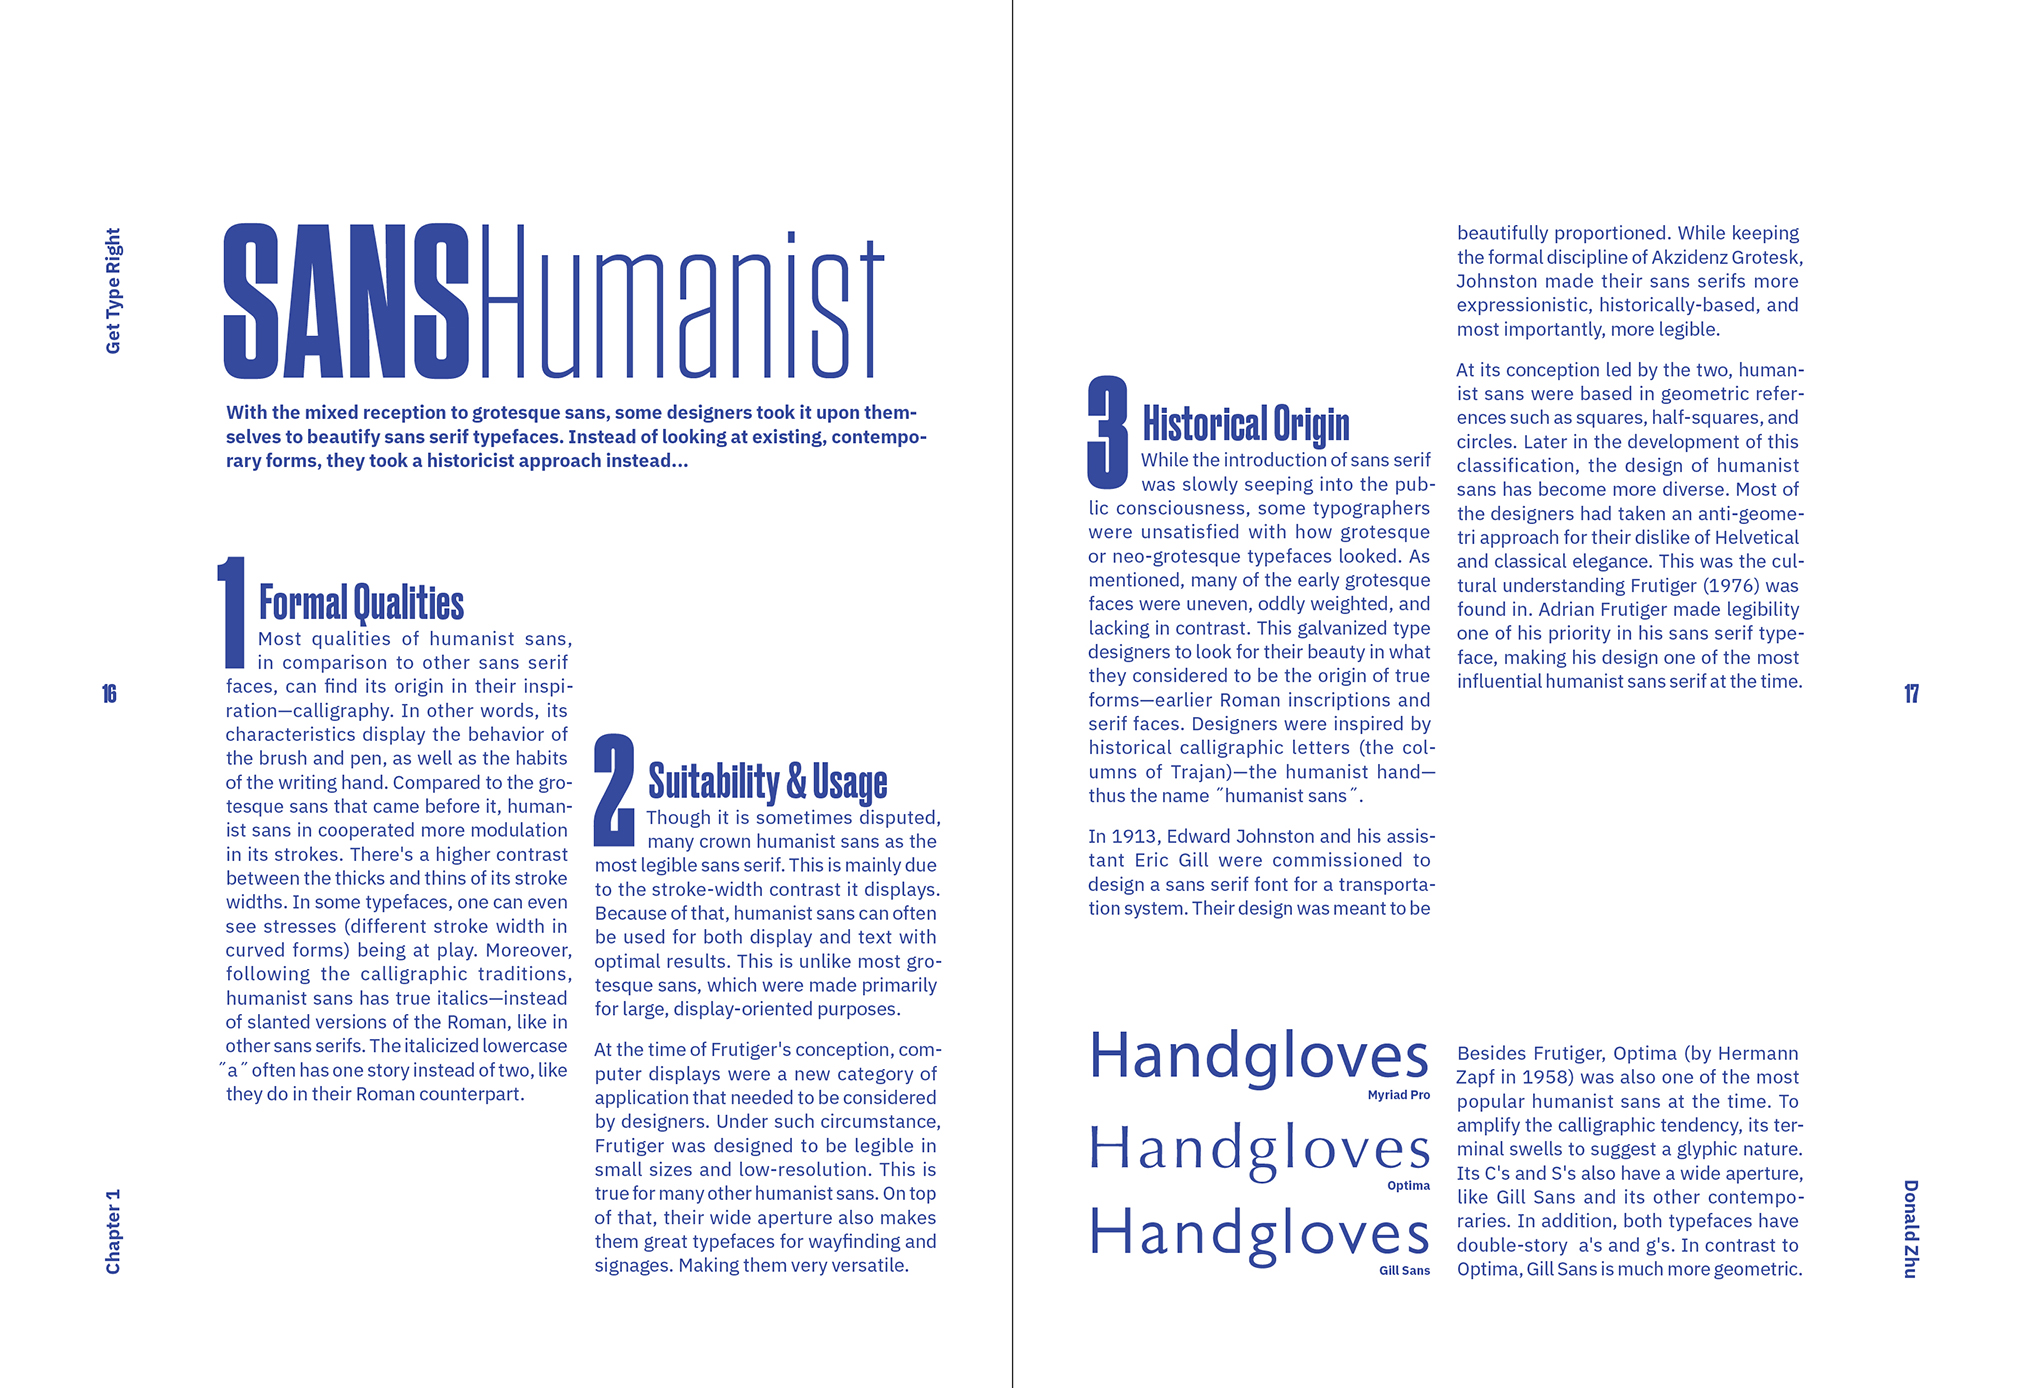 Get Type Right
16
Chapter 1
SANSHumanist
With the mixed reception to grotesque sans, some designers took it upon them-
selves to beautify sans serif typefaces. Instead of looking at existing, contempo-
rary forms, they took a historicist approach instead...
1 Formal Qualities
Most qualities of humanist sans,
in comparison to other sans serif
faces, can find its origin in their inspi-
ration—calligraphy. In other words, its
characteristics display the behavior of
the brush and pen, as well as the habits
of the writing hand. Compared to the gro-
tesque sans that came before it, human-
ist sans in cooperated more modulation
in its strokes. There's a higher contrast
between the thicks and thins of its stroke
widths. In some typefaces, one can even
see stresses (different stroke width in
curved forms) being at play. Moreover,
following the calligraphic traditions,
humanist sans has true italics—instead
of slanted versions of the Roman, like in
other sans serifs. The italicized lowercase
˝a˝ often has one story instead of two, like
they do in their Roman counterpart.
2 Suitability & Usage
Though it is sometimes disputed,
many crown humanist sans as the
most legible sans serif. This is mainly due
to the stroke-width contrast it displays.
Because of that, humanist sans can often
be used for both display and text with
optimal results. This is unlike most gro-
tesque sans, which were made primarily
for large, display-oriented purposes.
At the time of Frutiger's conception, com-
puter displays were a new category of
application that needed to be considered
by designers. Under such circumstance,
Frutiger was designed to be legible in
small sizes and low-resolution. This is
true for many other humanist sans. On top
of that, their wide aperture also makes
them great typefaces for wayfinding and
signages. Making them very versatile.
3 Historical Origin
While the introduction of sans serif
was slowly seeping into the pub-
lic consciousness, some typographers
were unsatisfied with how grotesque
or neo-grotesque typefaces looked. As
mentioned, many of the early grotesque
faces were uneven, oddly weighted, and
lacking in contrast. This galvanized type
designers to look for their beauty in what
they considered to be the origin of true
forms—earlier Roman inscriptions and
serif faces. Designers were inspired by
historical calligraphic letters (the col-
umns of Trajan)—the humanist hand—
thus the name ˝humanist sans˝.
In 1913, Edward Johnston and his assis-
tant Eric Gill were commissioned to
design a sans serif font for a transporta-
tion system. Their design was meant to be
beautifully proportioned. While keeping
the formal discipline of Akzidenz Grotesk,
Johnston made their sans serifs more
expressionistic, historically-based, and
most importantly, more legible.
At its conception led by the two, human-
ist sans were based in geometric refer-
ences such as squares, half-squares, and
circles. Later in the development of this
classification, the design of humanist
sans has become more diverse. Most of
the designers had taken an anti-geome-
tri approach for their dislike of Helvetical
and classical elegance. This was the cul-
tural understanding Frutiger (1976) was
found in. Adrian Frutiger made legibility
one of his priority in his sans serif type-
face, making his design one of the most
influential humanist sans serif at the time.
Handgloves
Myriad Pro
Handgloves
Optima
Handgloves
Gill Sans
Besides Frutiger, Optima (by Hermann
Zapf in 1958) was also one of the most
popular humanist sans at the time. To
amplify the calligraphic tendency, its ter-
minal swells to suggest a glyphic nature.
Its C's and S's also have a wide aperture,
like Gill Sans and its other contempo-
raries. In addition, both typefaces have
double-story a's and g's. In contrast to
Optima, Gill Sans is much more geometric.
17
Donald Zhu